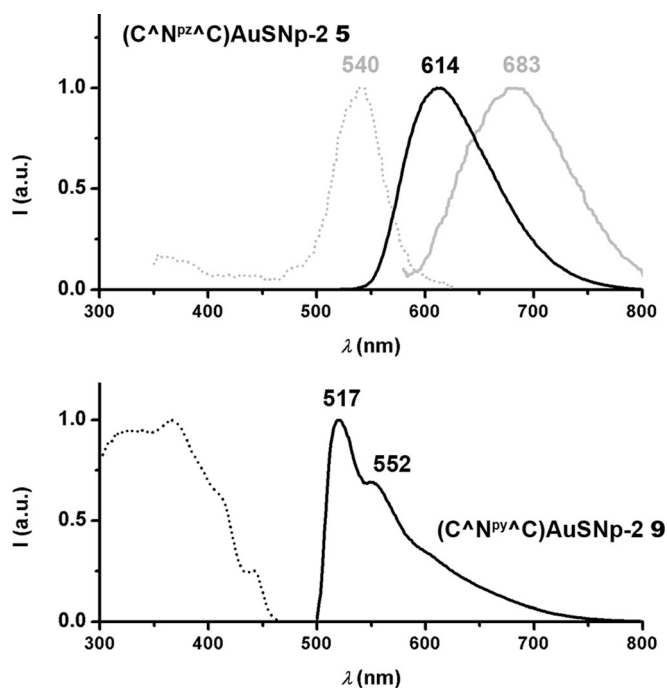 (C^N^pz^C)AuSNp-2 5
540 614 683
1.0
0.5
0.0
I (a.u.)
300 400 500 600 700 800
λ (nm)
517
552
(C^N^py^C)AuSNp-2 9
1.0
0.5
0.0
I (a.u.)
300 400 500 600 700 800
λ (nm)